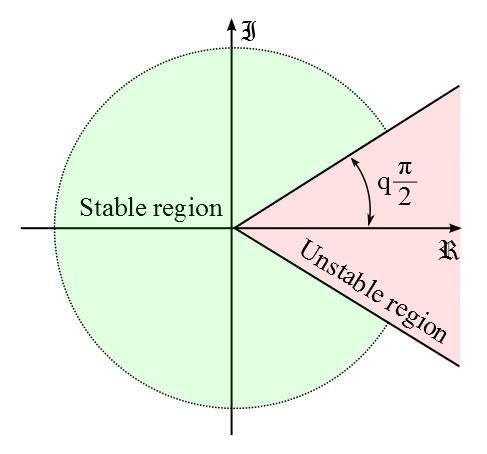 ℑ
q π/2
Stable region
ℜ
Unstable region